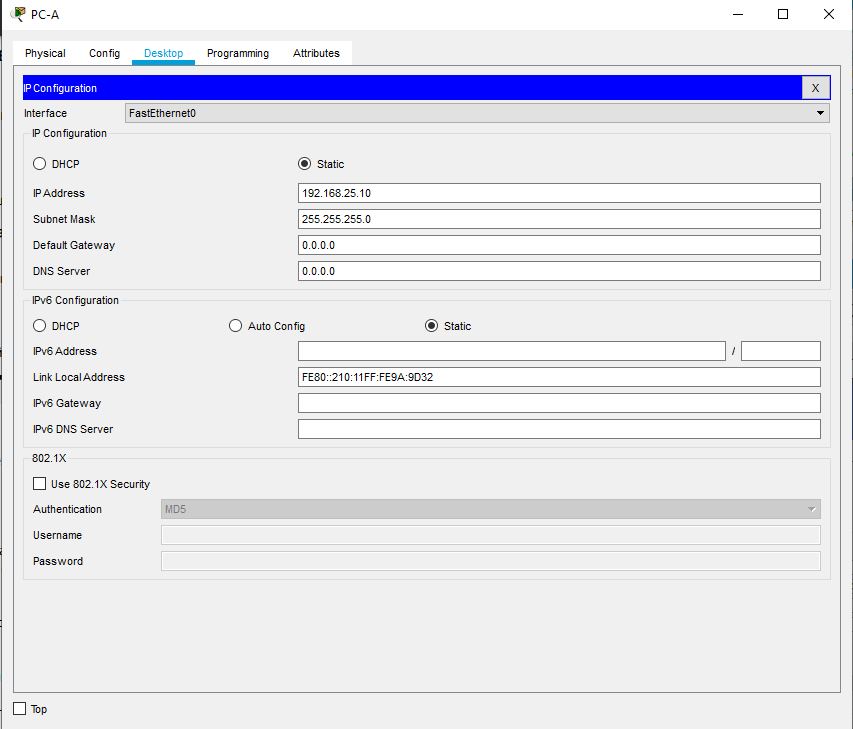 PC-A
Physical Config Desktop Programming Attributes
IP Configuration X
Interface FastEthernet0
IP Configuration
DHCP Static
IP Address 192.168.25.10
Subnet Mask 255.255.255.0
Default Gateway 0.0.0.0
DNS Server 0.0.0.0
IPv6 Configuration
DHCP Auto Config Static
IPv6 Address /
Link Local Address FE80::210:11FF:FE9A:9D32
IPv6 Gateway
IPv6 DNS Server
802.1X
Use 802.1X Security
Authentication MD5
Username
Password
Top